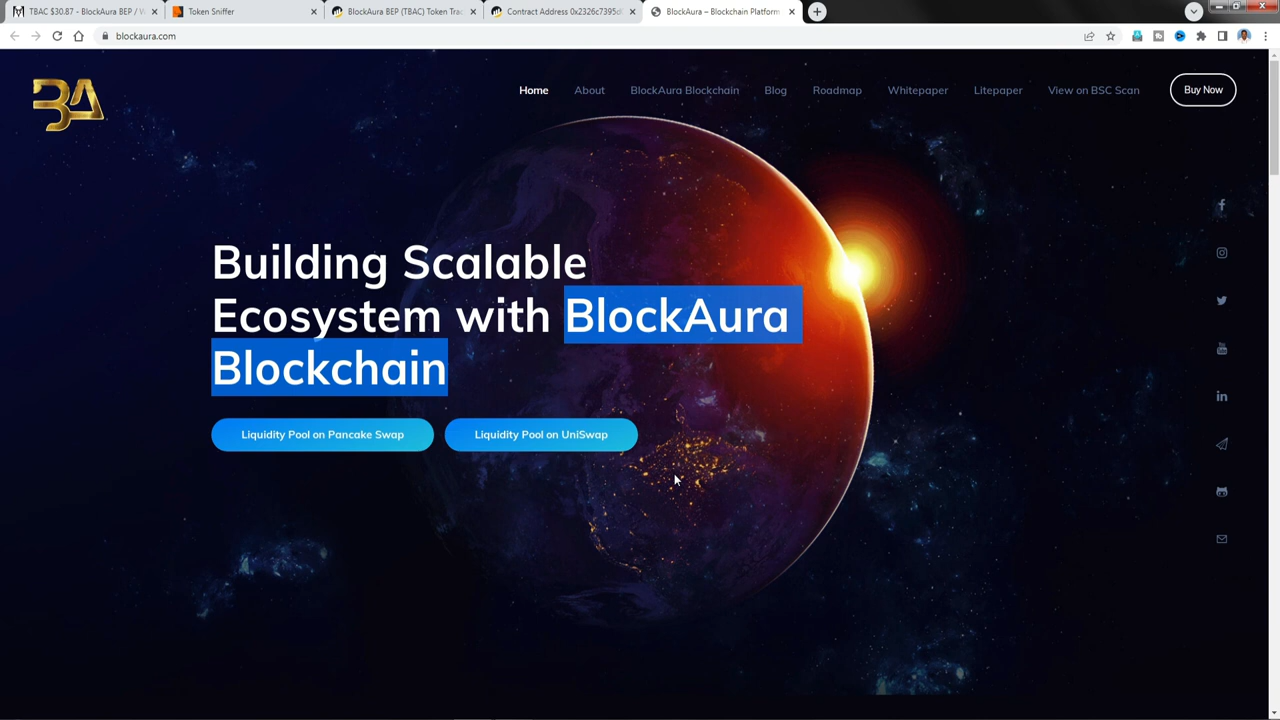 TBAC $30.87 - BlockAura BEP / W
Token Sniffer
BlockAura BEP (TBAC) Token Trac
Contract Address 0x2326c7395d
BlockAura – Blockchain Platform
blockaura.com
BA
Home
About
BlockAura Blockchain
Blog
Roadmap
Whitepaper
Litepaper
View on BSC Scan
Buy Now
Building Scalable
Ecosystem with BlockAura
Blockchain
Liquidity Pool on Pancake Swap
Liquidity Pool on UniSwap